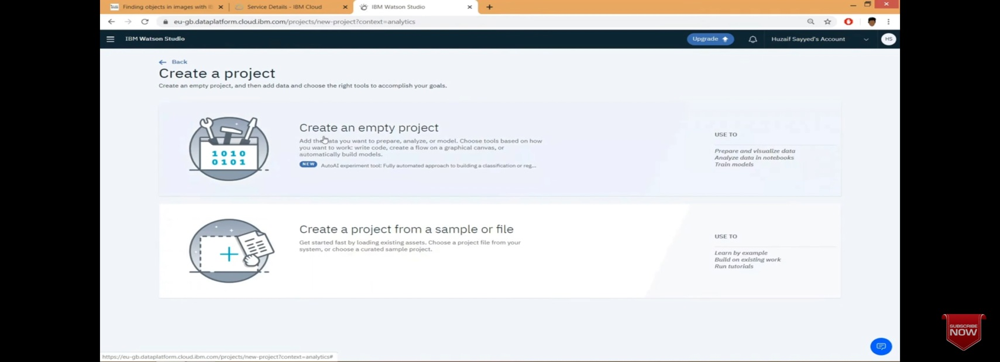 Finding objects in images with IB
Service Details - IBM Cloud
IBM Watson Studio
eu-gb.dataplatform.cloud.ibm.com/projects/new-project?context=analytics
IBM Watson Studio
Upgrade
Huzaif Sayyed's Account
HS
Back
Create a project
Create an empty project, and then add data and choose the right tools to accomplish your goals.
1010
0101
Create an empty project
Add the data you want to prepare, analyze, or model. Choose tools based on how
you want to work: write code, create a flow on a graphical canvas, or
automatically build models.
NEW AutoAI experiment tool: Fully automated approach to building a classification or reg...
USE TO
Prepare and visualize data
Analyze data in notebooks
Train models
Create a project from a sample or file
Get started fast by loading existing assets. Choose a project file from your
system, or choose a curated sample project.
USE TO
Learn by example
Build on existing work
Run tutorials
SUBSCRIBE
NOW
https://eu-gb.dataplatform.cloud.ibm.com/projects/new-project?context=analytics#